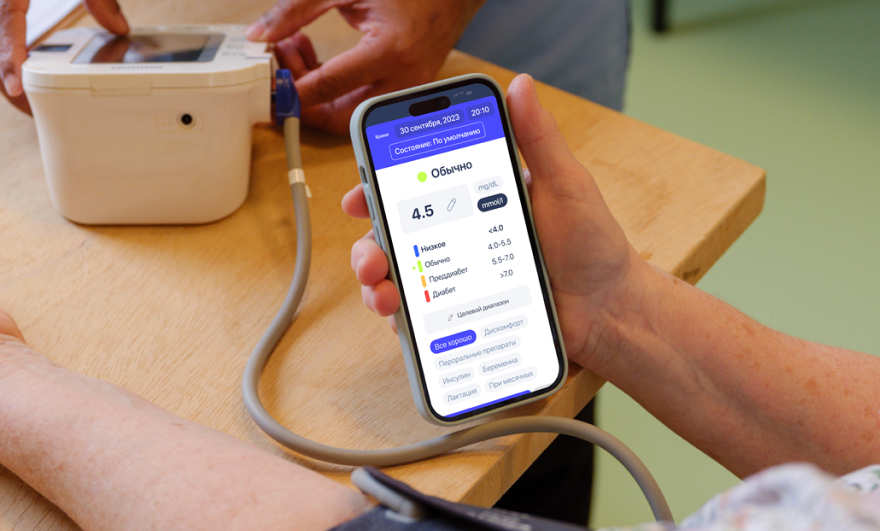 Время 30 сентября, 2023 20:10
Состояние: По умолчанию
Обычно
4.5
mg/dL
mmol/l
Низкое <4.0
Обычно 4.0-5.5
Преддиабет 5.5-7.0
Диабет >7.0
Целевой диапазон
Все хорошо Дискомфорт
Пероральные препараты
Инсулин Беременна
Лактация При месячных